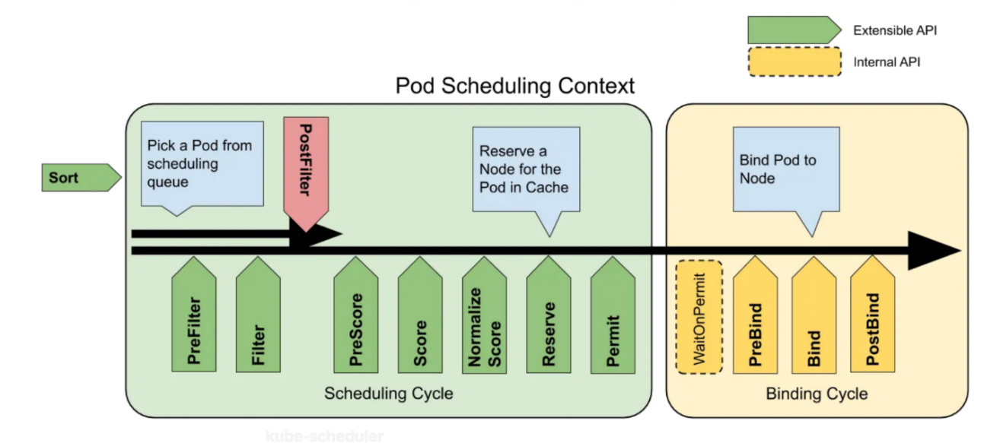 Extensible API
Internal API
Pod Scheduling Context
Sort
Pick a Pod from
scheduling
queue
PostFilter
Reserve a
Node for the
Pod in Cache
Bind Pod to
Node
PreFilter
Filter
PreScore
Score
Normalize
Score
Reserve
Permit
WaitOnPermit
PreBind
Bind
PostBind
Scheduling Cycle
Binding Cycle
kube-scheduler